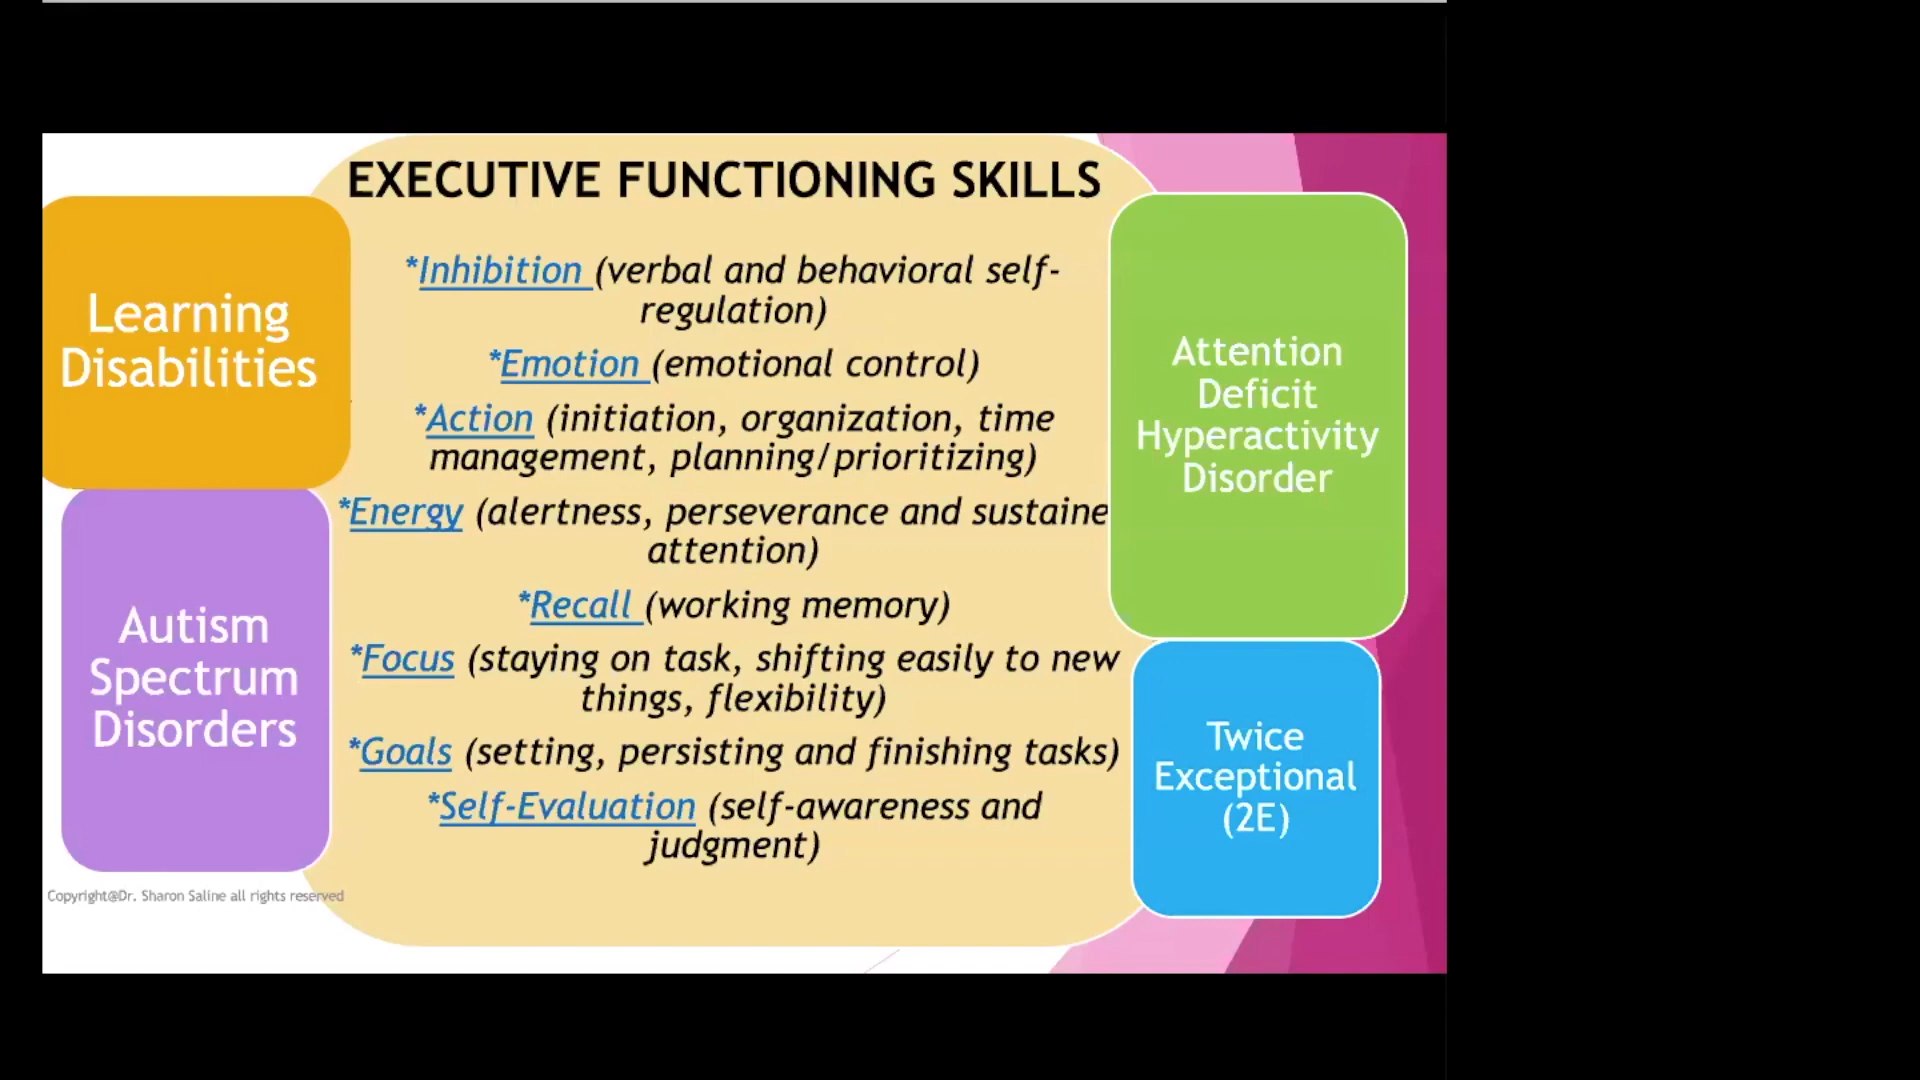 EXECUTIVE FUNCTIONING SKILLS
Learning
Disabilities
Autism
Spectrum
Disorders
*Inhibition (verbal and behavioral self-
regulation)
*Emotion (emotional control)
*Action (initiation, organization, time
management, planning/prioritizing)
*Energy (alertness, perseverance and sustaine
attention)
*Recall (working memory)
*Focus (staying on task, shifting easily to new
things, flexibility)
*Goals (setting, persisting and finishing tasks)
*Self-Evaluation (self-awareness and
judgment)
Attention
Deficit
Hyperactivity
Disorder
Twice
Exceptional
(2E)
Copyright@Dr. Sharon Saline all rights reserved